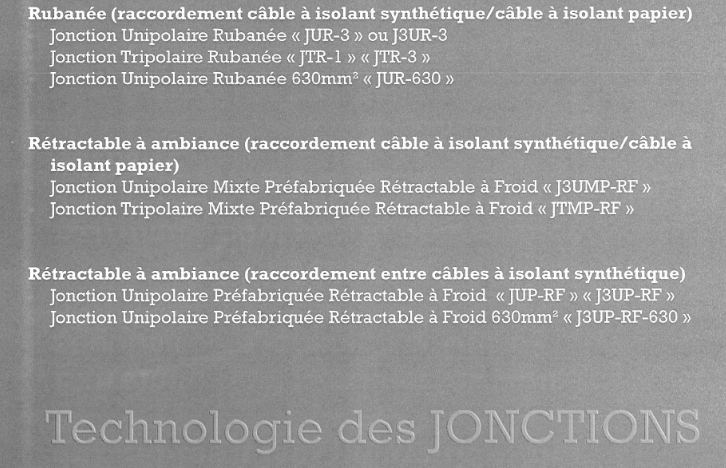 Rubanée (raccordement câble à isolant synthétique/câble à isolant papier)
Jonction Unipolaire Rubanée « JUR-3 » ou J3UR-3
Jonction Tripolaire Rubanée « JTR-1 » « JTR-3 »
Jonction Unipolaire Rubanée 630mm² « JUR-630 »
Rétractable à ambiance (raccordement câble à isolant synthétique/câble à
isolant papier)
Jonction Unipolaire Mixte Préfabriquée Rétractable à Froid « J3UMP-RF »
Jonction Tripolaire Mixte Préfabriquée Rétractable à Froid « JTMP-RF »
Rétractable à ambiance (raccordement entre câbles à isolant synthétique)
Jonction Unipolaire Préfabriquée Rétractable à Froid « JUP-RF » « J3UP-RF »
Jonction Unipolaire Préfabriquée Rétractable à Froid 630mm² « J3UP-RF-630 »
Technologie des JONCTIONS